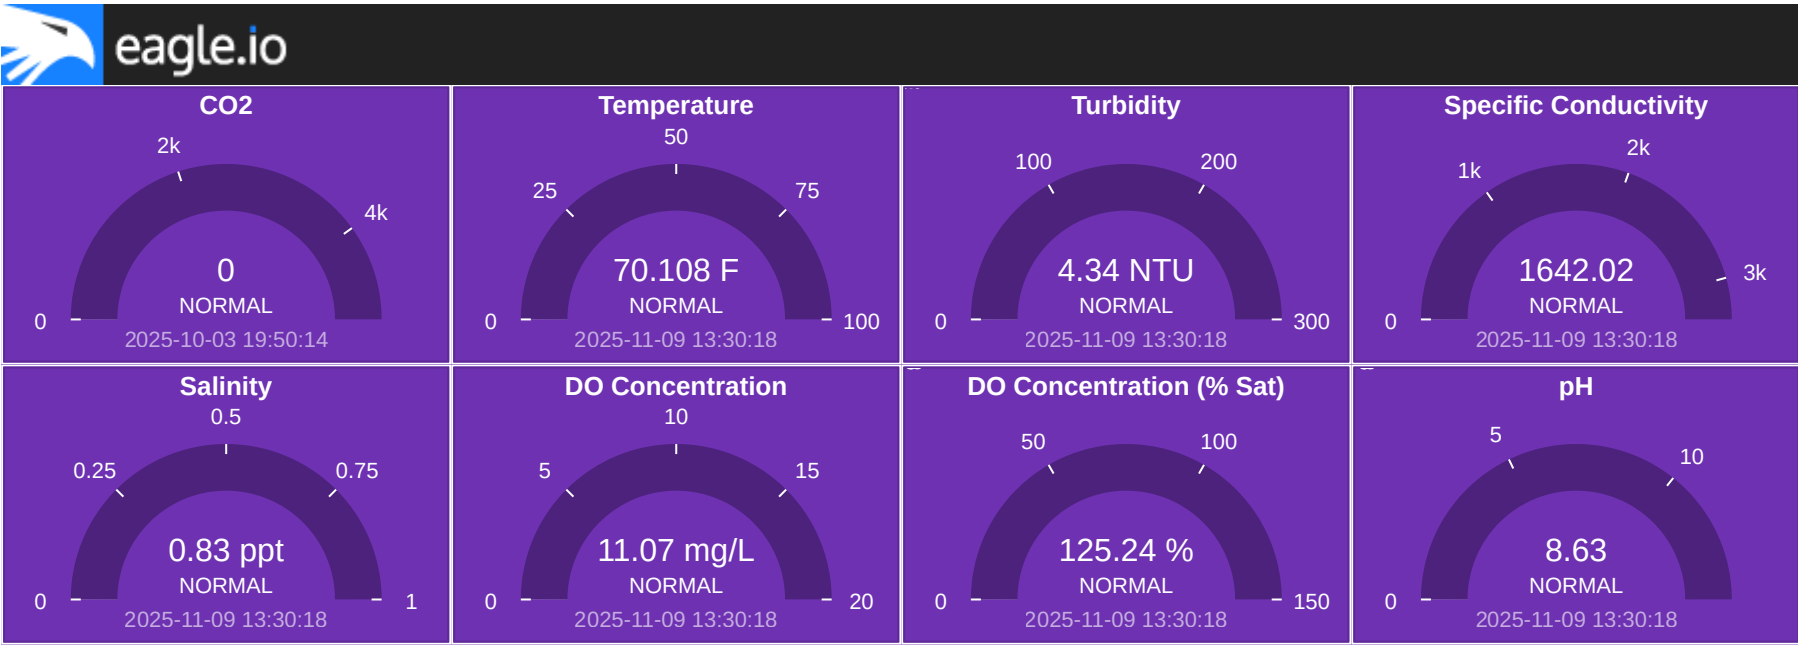 eagle.io
CO2
2k
4k
0
0
NORMAL
2025-10-03 19:50:14
Temperature
50
25
75
70.108 F
NORMAL
0
100
2025-11-09 13:30:18
Turbidity
100
200
4.34 NTU
NORMAL
0
300
2025-11-09 13:30:18
Specific Conductivity
2k
1k
3k
1642.02
NORMAL
0
2025-11-09 13:30:18
Salinity
0.5
0.25
0.75
0.83 ppt
NORMAL
0
1
2025-11-09 13:30:18
DO Concentration
10
5
15
11.07 mg/L
NORMAL
0
20
2025-11-09 13:30:18
DO Concentration (% Sat)
50
100
125.24 %
NORMAL
0
150
2025-11-09 13:30:18
pH
5
10
8.63
NORMAL
0
2025-11-09 13:30:18